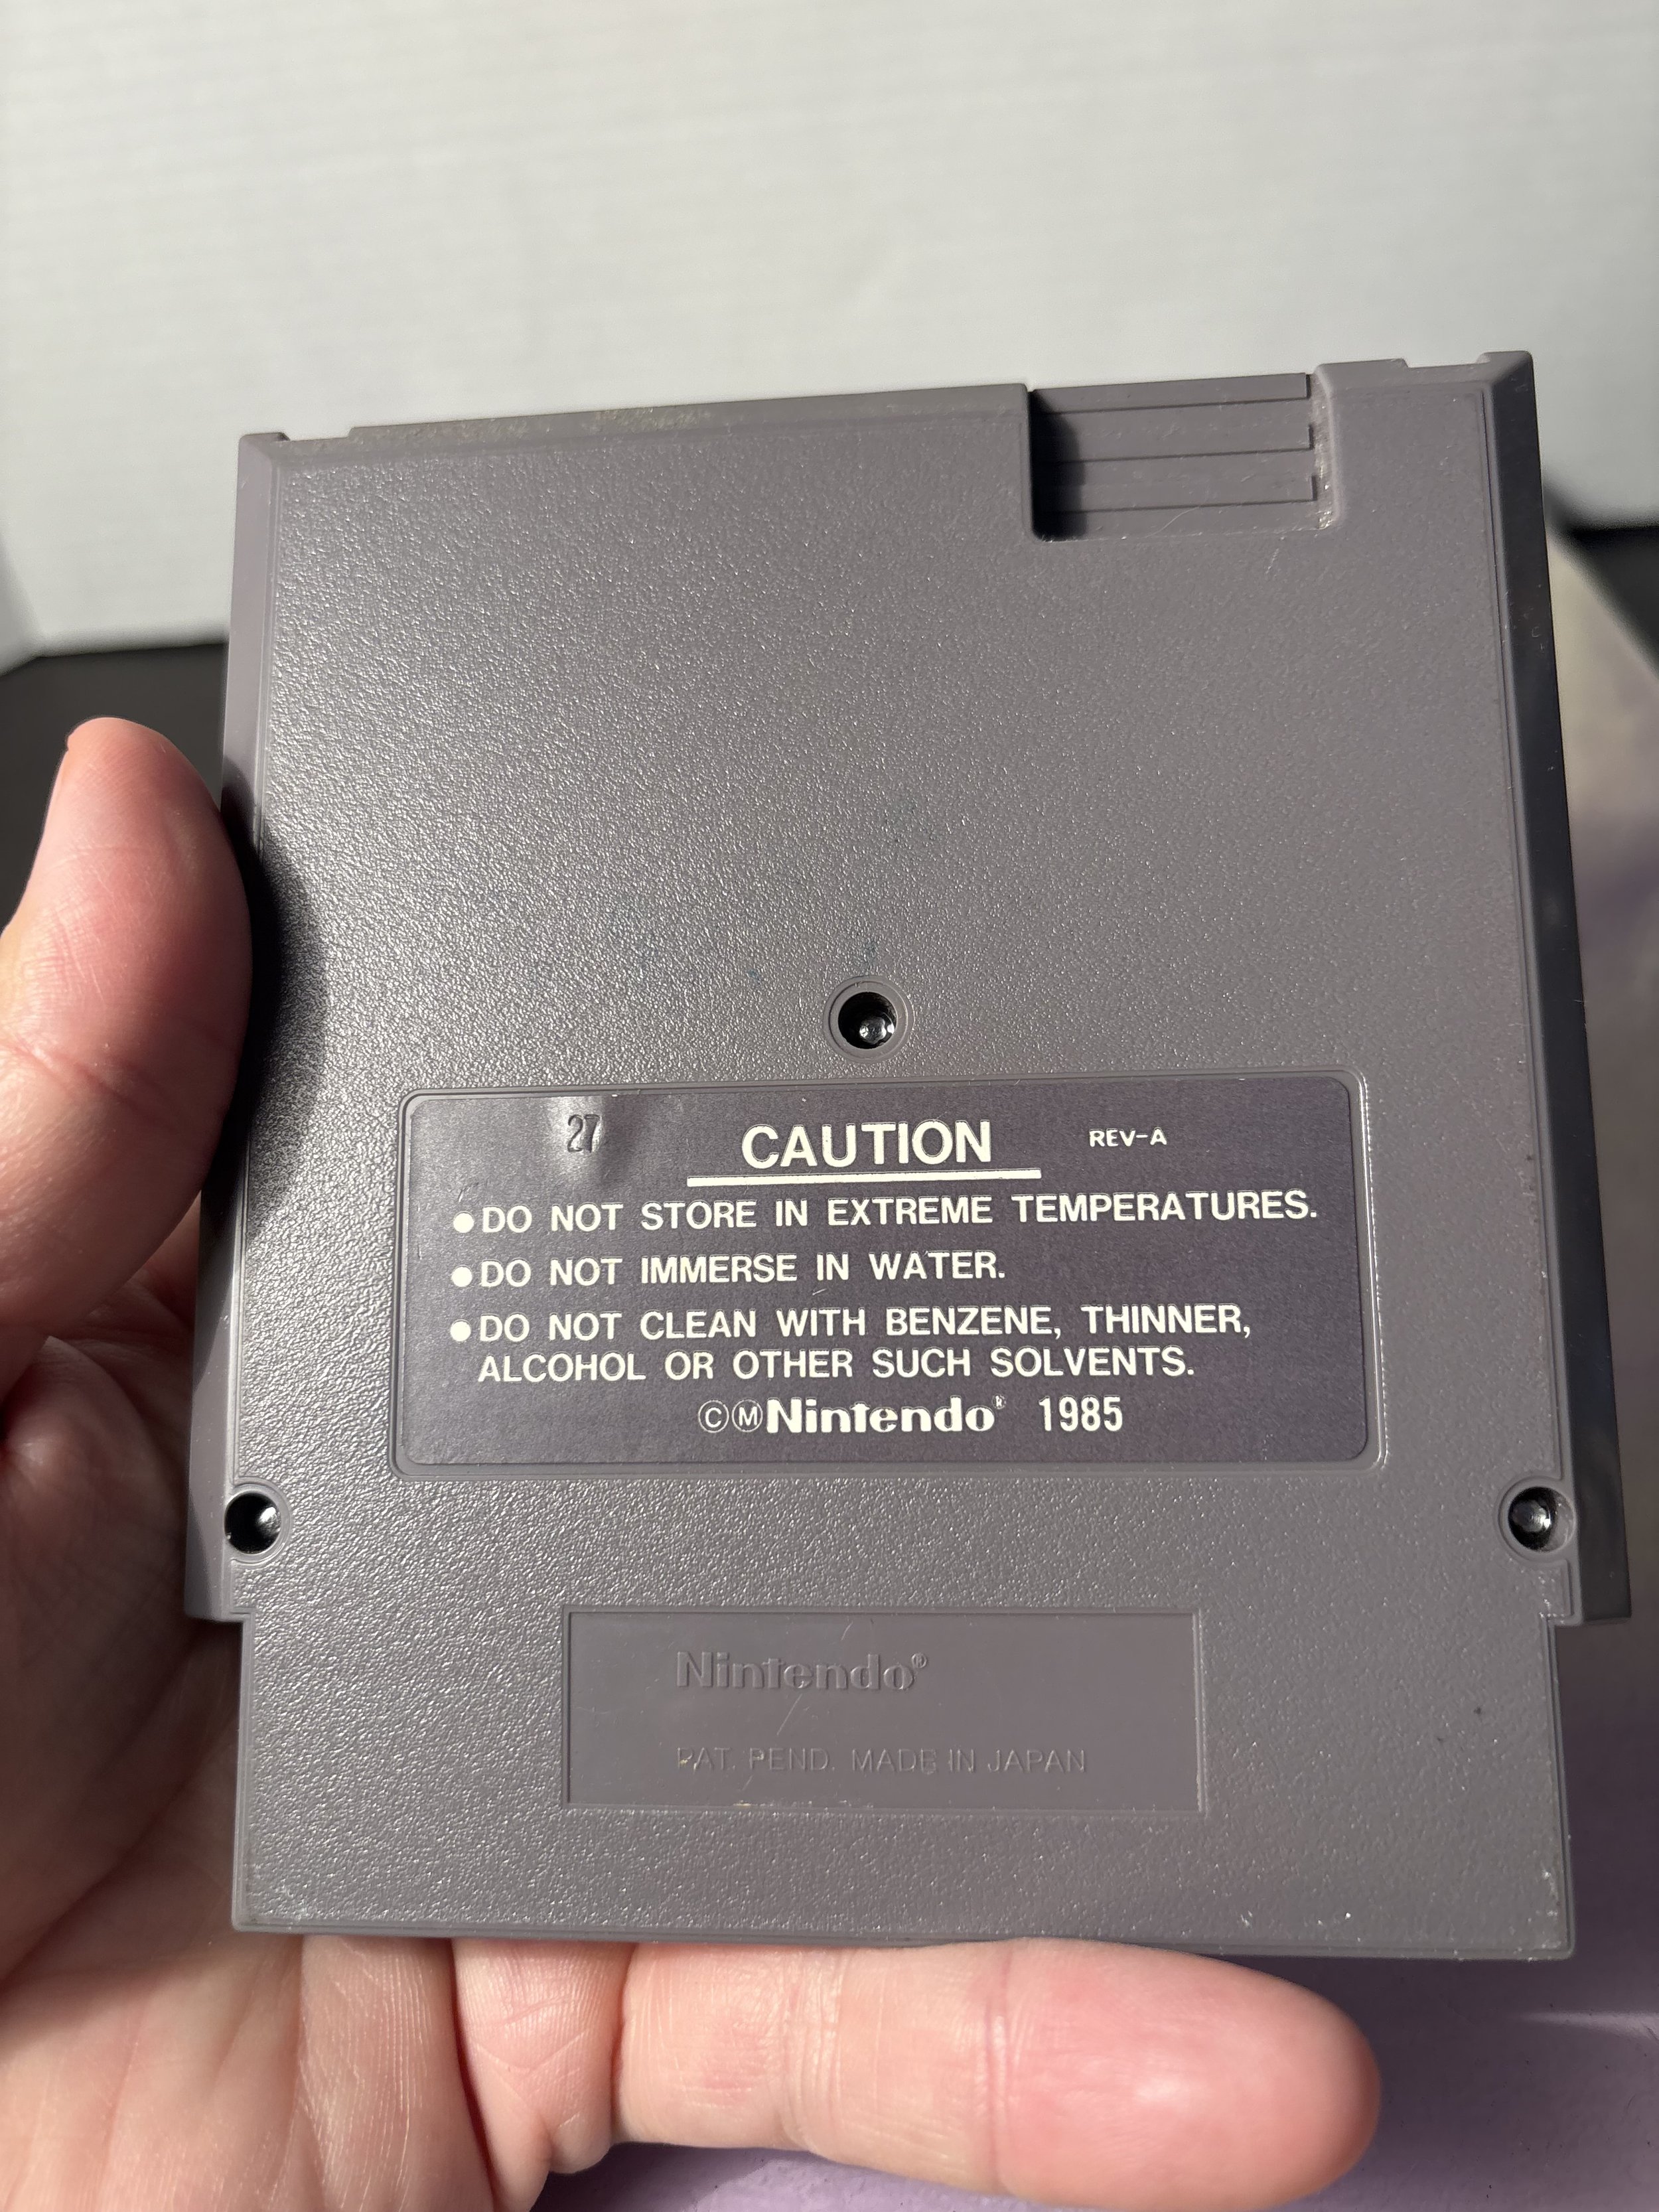 27 CAUTION REV-A
●DO NOT STORE IN EXTREME TEMPERATURES.
●DO NOT IMMERSE IN WATER.
●DO NOT CLEAN WITH BENZENE, THINNER,
ALCOHOL OR OTHER SUCH SOLVENTS.
©ⓂNintendo® 1985
Nintendo®
PAT. PEND. MADE IN JAPAN